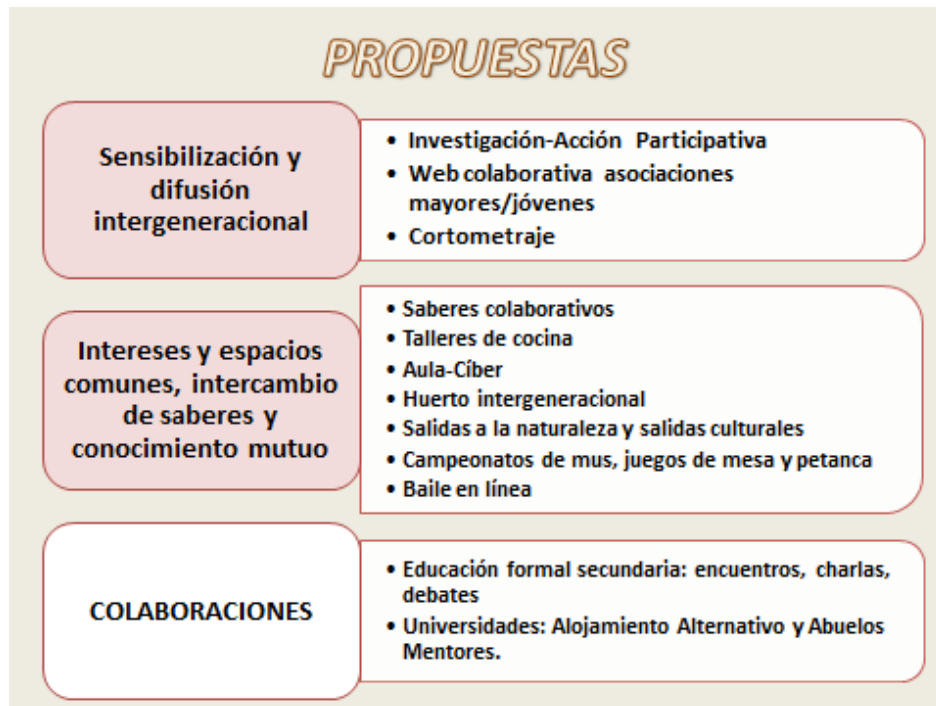 PROPUESTAS
Sensibilización y
difusión
intergeneracional
• Investigación-Acción Participativa
• Web colaborativa asociaciones
mayores/jóvenes
• Cortometraje
Intereses y espacios
comunes, intercambio
de saberes y
conocimiento mutuo
• Saberes colaborativos
• Talleres de cocina
• Aula-Cíber
• Huerto intergeneracional
• Salidas a la naturaleza y salidas culturales
• Campeonatos de mus, juegos de mesa y petanca
• Baile en línea
COLABORACIONES
• Educación formal secundaria: encuentros, charlas,
debates
• Universidades: Alojamiento Alternativo y Abuelos
Mentores.